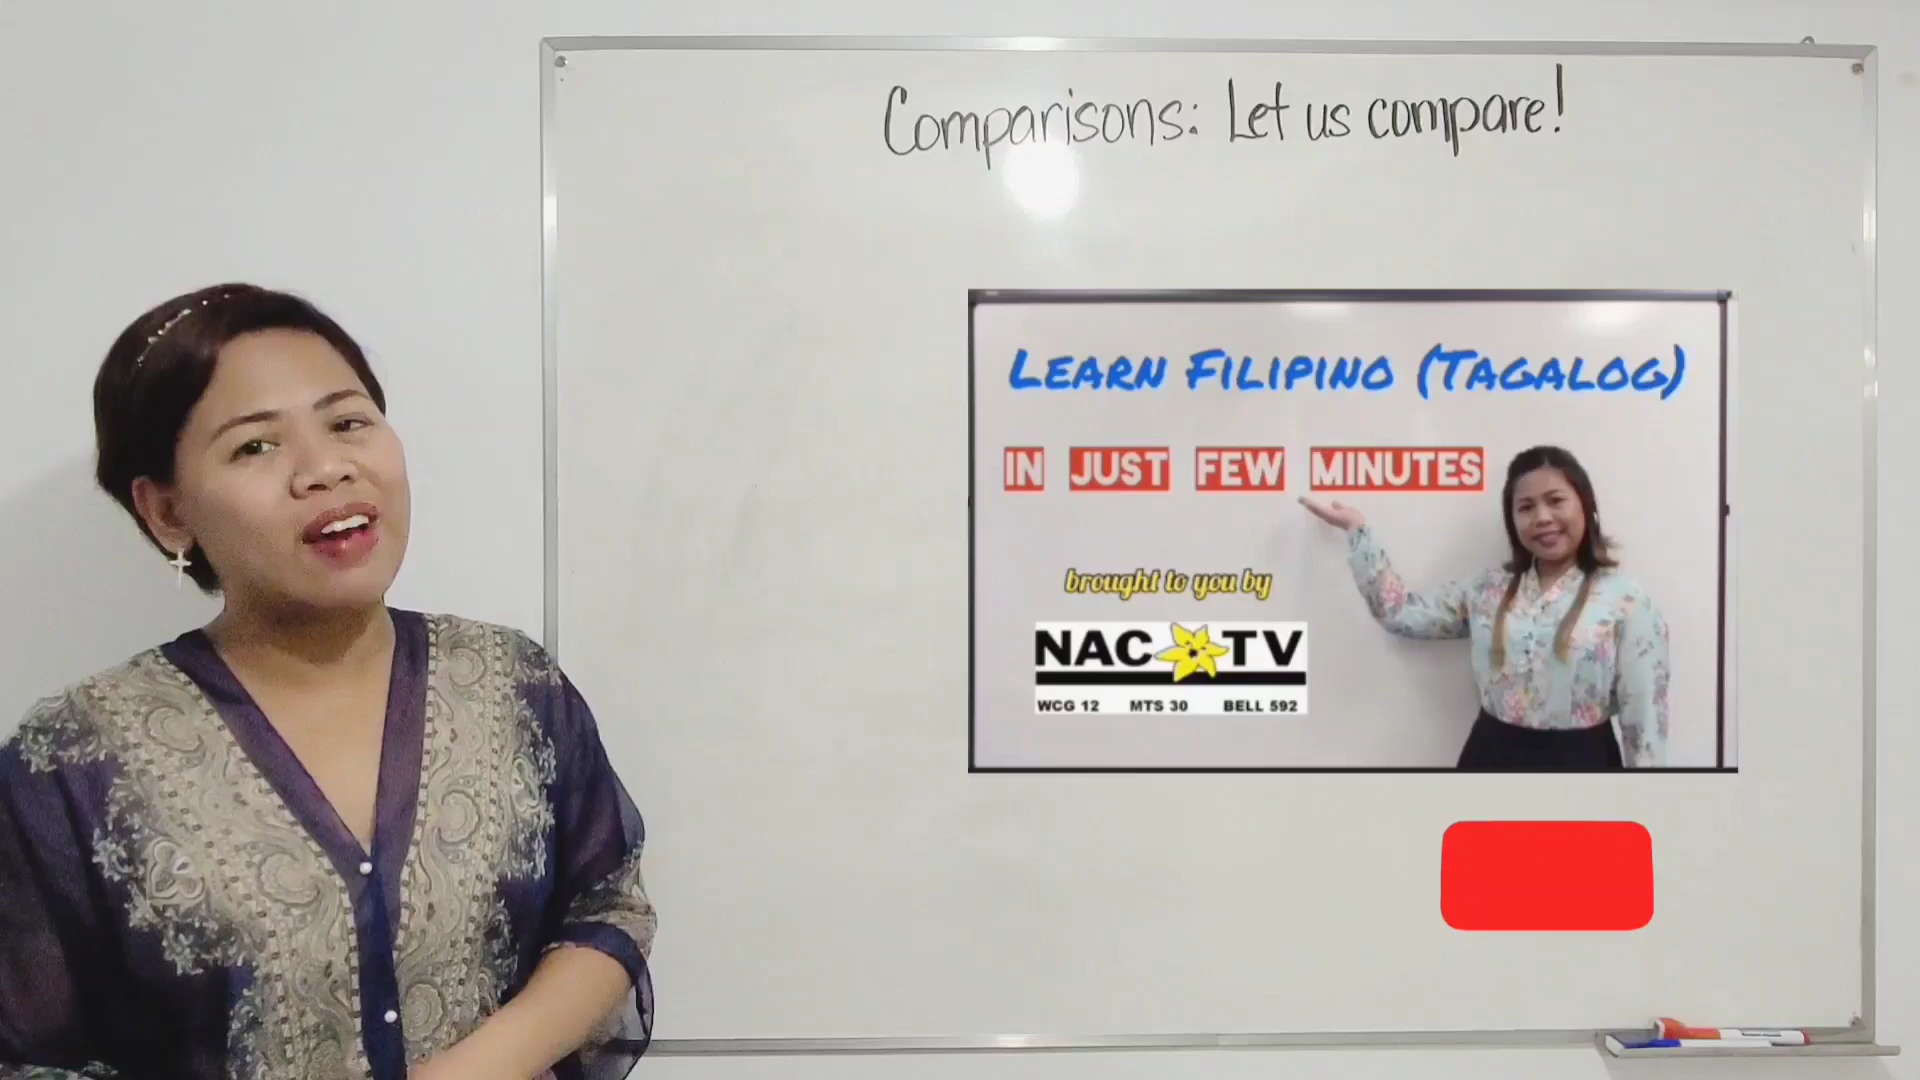 Comparisons: Let us compare!
LEARN FILIPINO (TAGALOG)
IN JUST FEW MINUTES
brought to you by
NAC TV
WCG 12 MTS 30 BELL 592